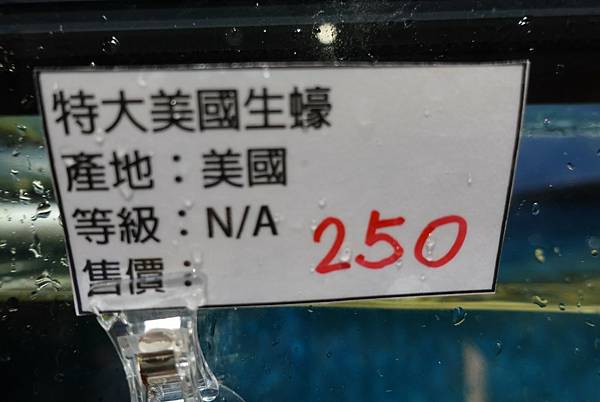 特大美國生蠔
產地：美國
等級：N/A
售價： 250